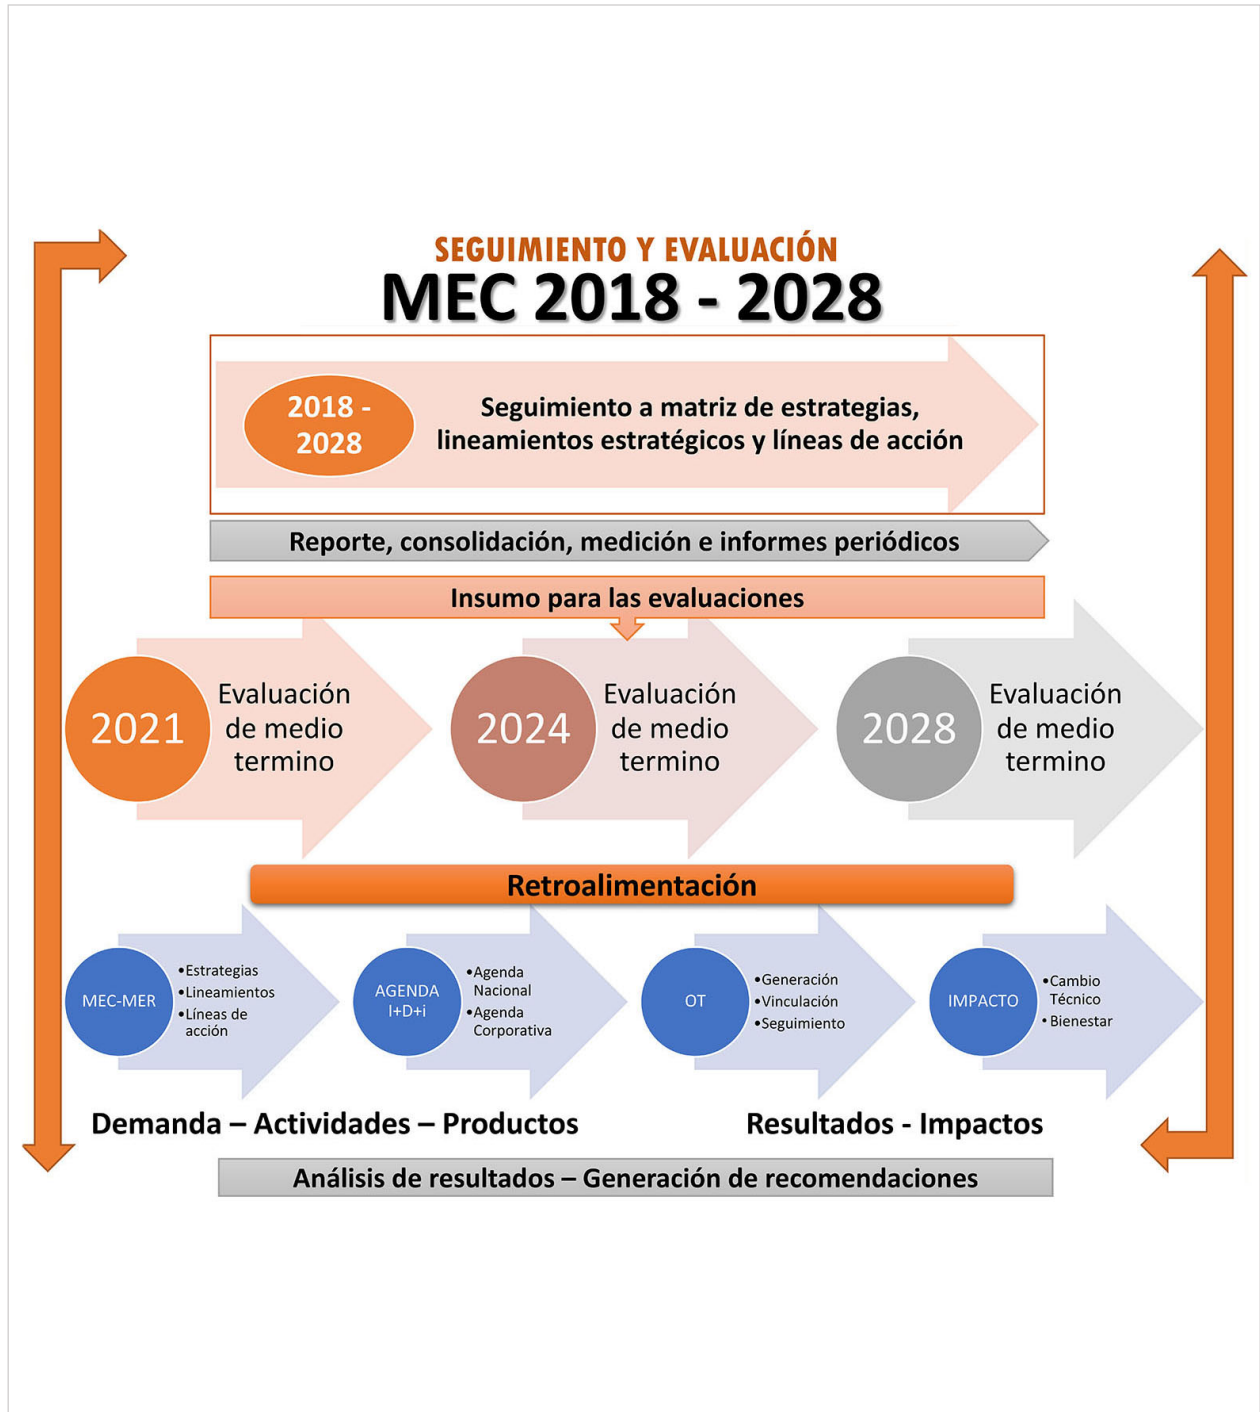 SEGUIMIENTO Y EVALUACIÓN
MEC 2018 - 2028
2018 -
2028
Seguimiento a matriz de estrategias,
lineamientos estratégicos y líneas de acción
Reporte, consolidación, medición e informes periódicos
Insumo para las evaluaciones
2021
Evaluación
de medio
termino
2024
Evaluación
de medio
termino
2028
Evaluación
de medio
termino
Retroalimentación
MEC-MER
•Estrategias
•Lineamientos
•Líneas de
acción
AGENDA
I+D+i
•Agenda
Nacional
•Agenda
Corporativa
OT
•Generación
•Vinculación
•Seguimiento
IMPACTO
•Cambio
Técnico
• Bienestar
Demanda – Actividades – Productos
Resultados - Impactos
Análisis de resultados – Generación de recomendaciones